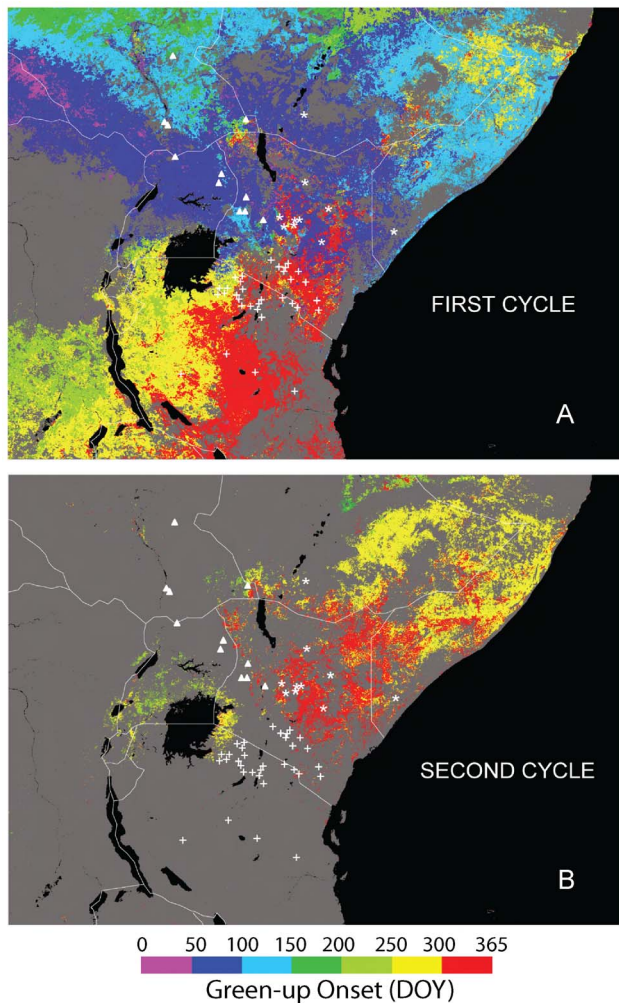 FIRST CYCLE
A
SECOND CYCLE
B
0 50 100 150 200 250 300 365
Green-up Onset (DOY)